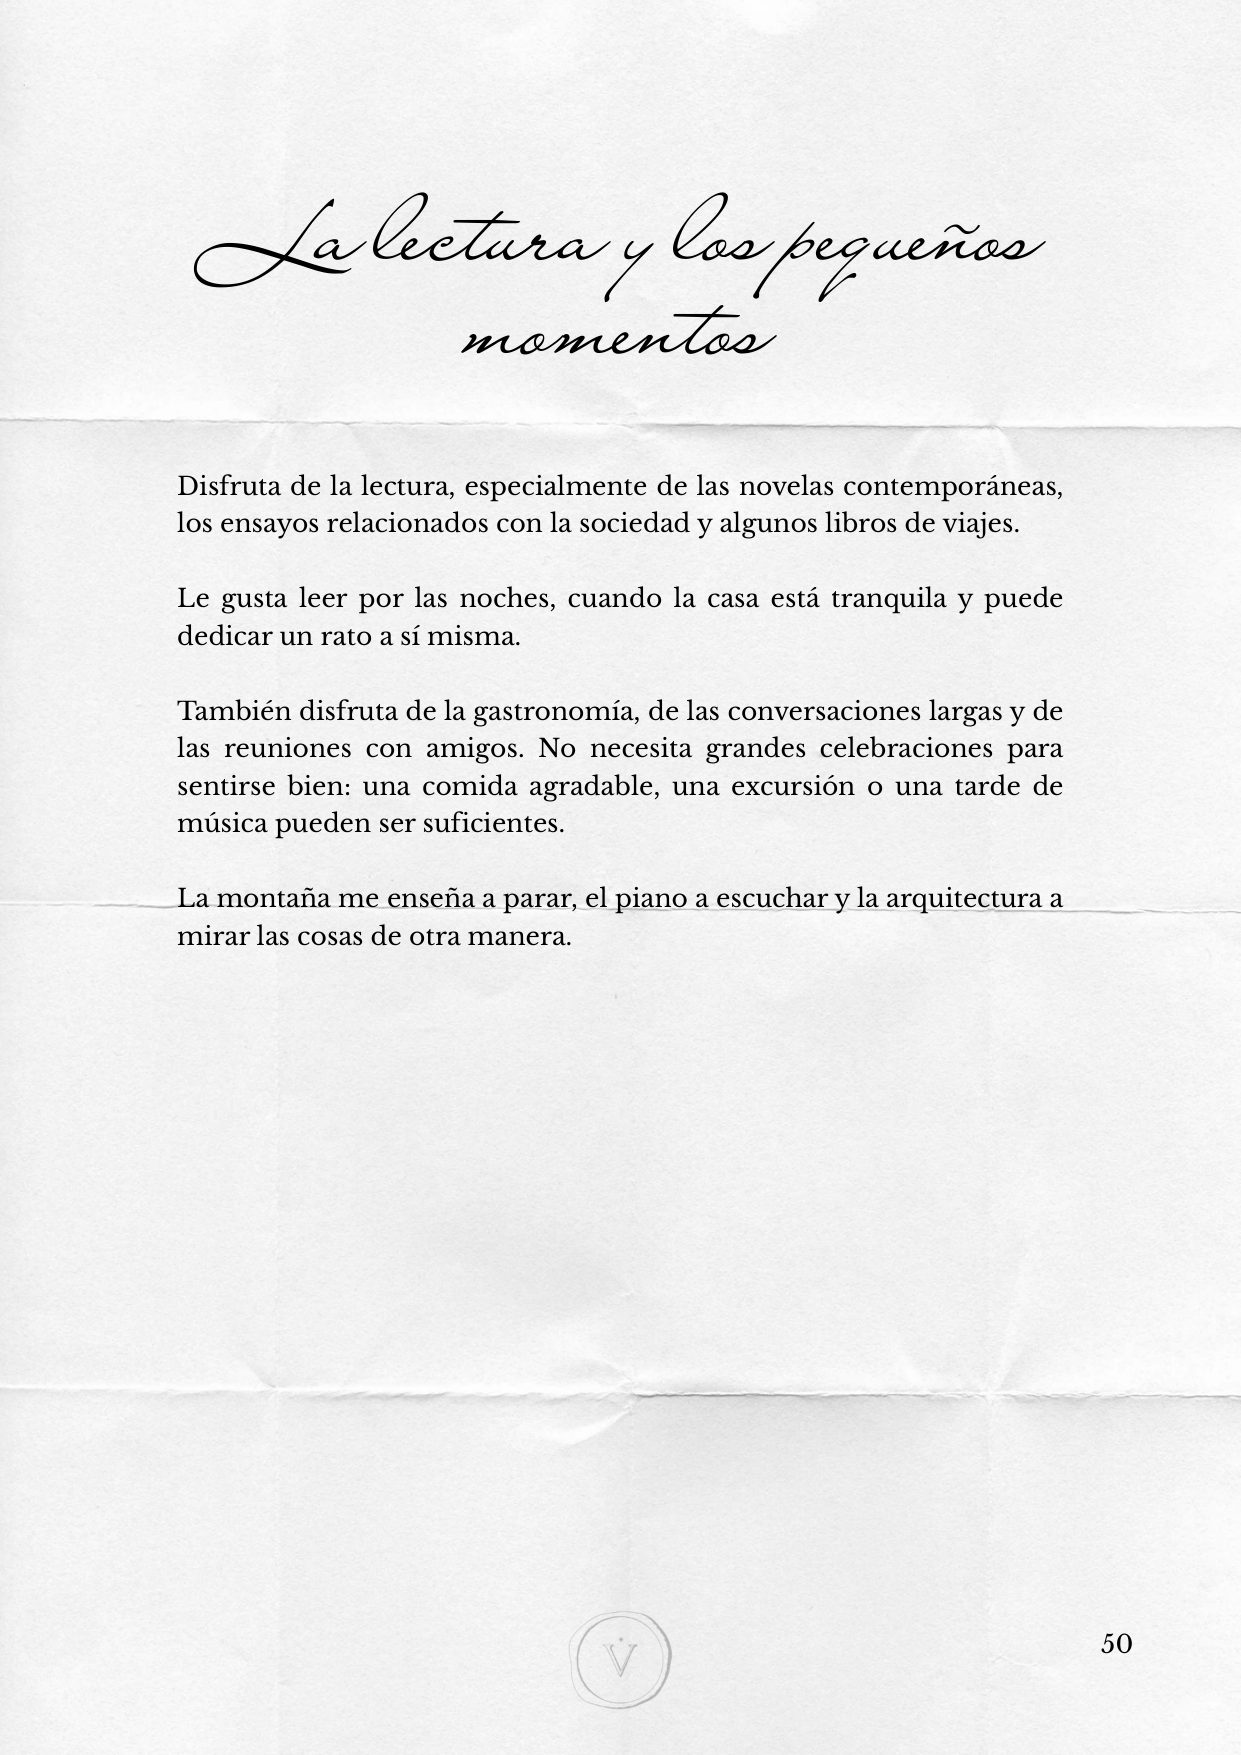 La lectura y los pequeños
momentos
Disfruta de la lectura, especialmente de las novelas contemporáneas,
los ensayos relacionados con la sociedad y algunos libros de viajes.
Le gusta leer por las noches, cuando la casa está tranquila y puede
dedicar un rato a sí misma.
También disfruta de la gastronomía, de las conversaciones largas y de
las reuniones con amigos. No necesita grandes celebraciones para
sentirse bien: una comida agradable, una excursión o una tarde de
música pueden ser suficientes.
La montaña me enseña a parar, el piano a escuchar y la arquitectura a
mirar las cosas de otra manera.
50
V